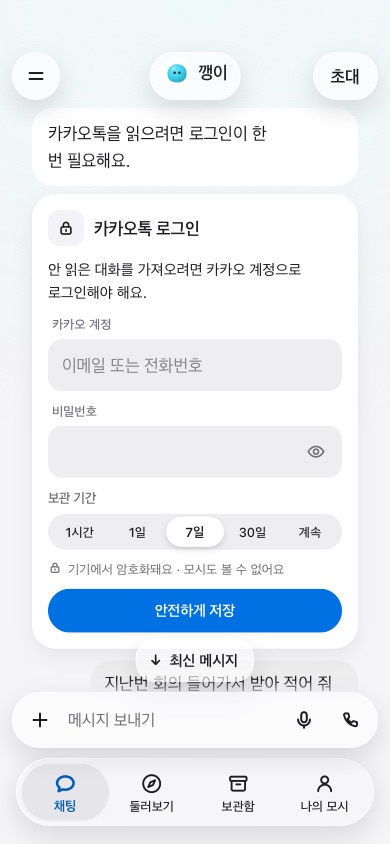 깽이
초대
카카오톡을 읽으려면 로그인이 한
번 필요해요.
카카오톡 로그인
안 읽은 대화를 가져오려면 카카오 계정으로
로그인해야 해요.
카카오 계정
이메일 또는 전화번호
비밀번호
보관 기간
1시간 1일 7일 30일 계속
기기에서 암호화돼요 · 모시도 볼 수 없어요
안전하게 저장
최신 메시지
지난번 회의 들어가서 받아 적어 줘
메시지 보내기
채팅 둘러보기 보관함 나의 모시